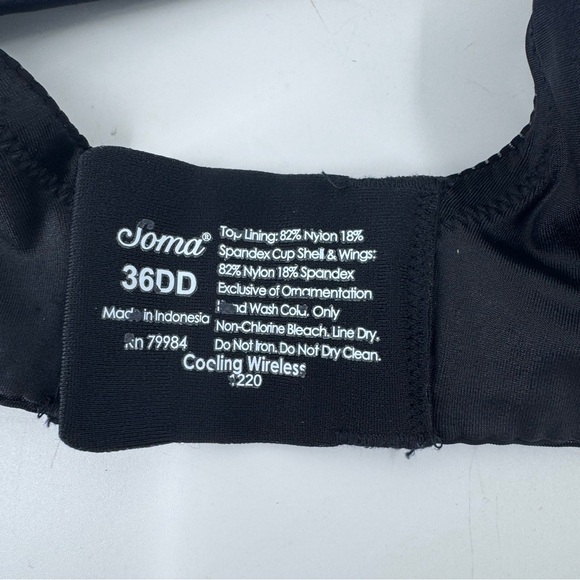 Soma®
36DD
Made in Indonesia
Rn 79984
Top Lining: 82% Nylon 18%
Spandex Cup Shell & Wings:
82% Nylon 18% Spandex
Exclusive of Ornamentation
Hand Wash Cold, Only
Non-Chlorine Bleach. Line Dry,
Do Not Iron. Do Not Dry Clean.
Cooling Wireless
1220